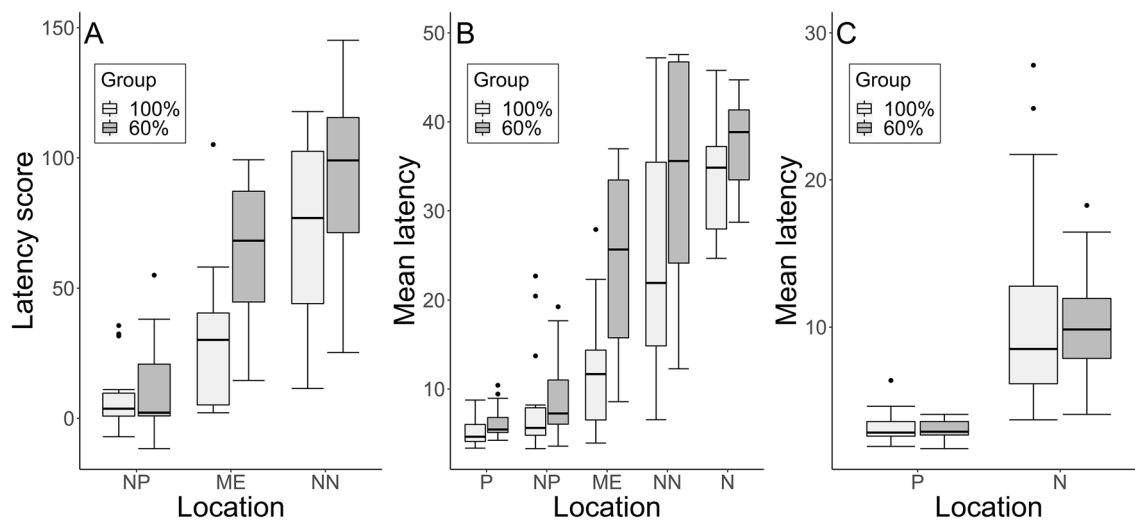 A
Latency score
150
100
50
0
Group
100%
60%
NP ME NN
Location
B
Mean latency
50
40
30
20
10
Group
100%
60%
P NP ME NN N
Location
C
Mean latency
30
20
10
Group
100%
60%
P N
Location